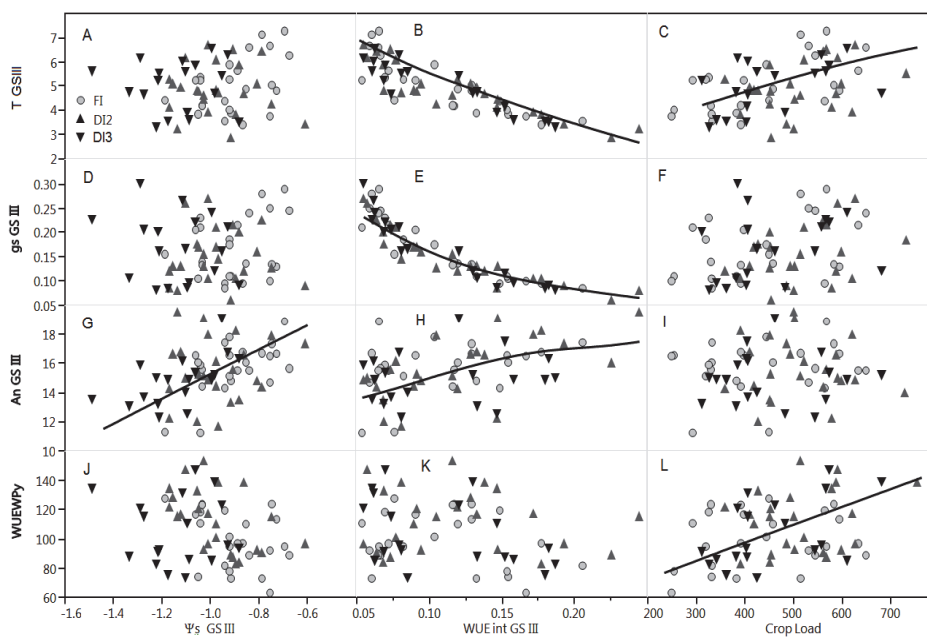 A B C
T GSIII
7
6
5
4
3
2
FI
DI2
DI3
D E F
gs GS III
0.30
0.25
0.20
0.15
0.10
0.05
G H I
An GS III
18
16
14
12
10
J K L
WUEWPy
140
120
100
80
60
-1.6 -1.4 -1.2 -1.0 -0.8 -0.6 0.05 0.10 0.15 0.20 200 300 400 500 600 700
Ψs GS III WUE int GS III Crop Load